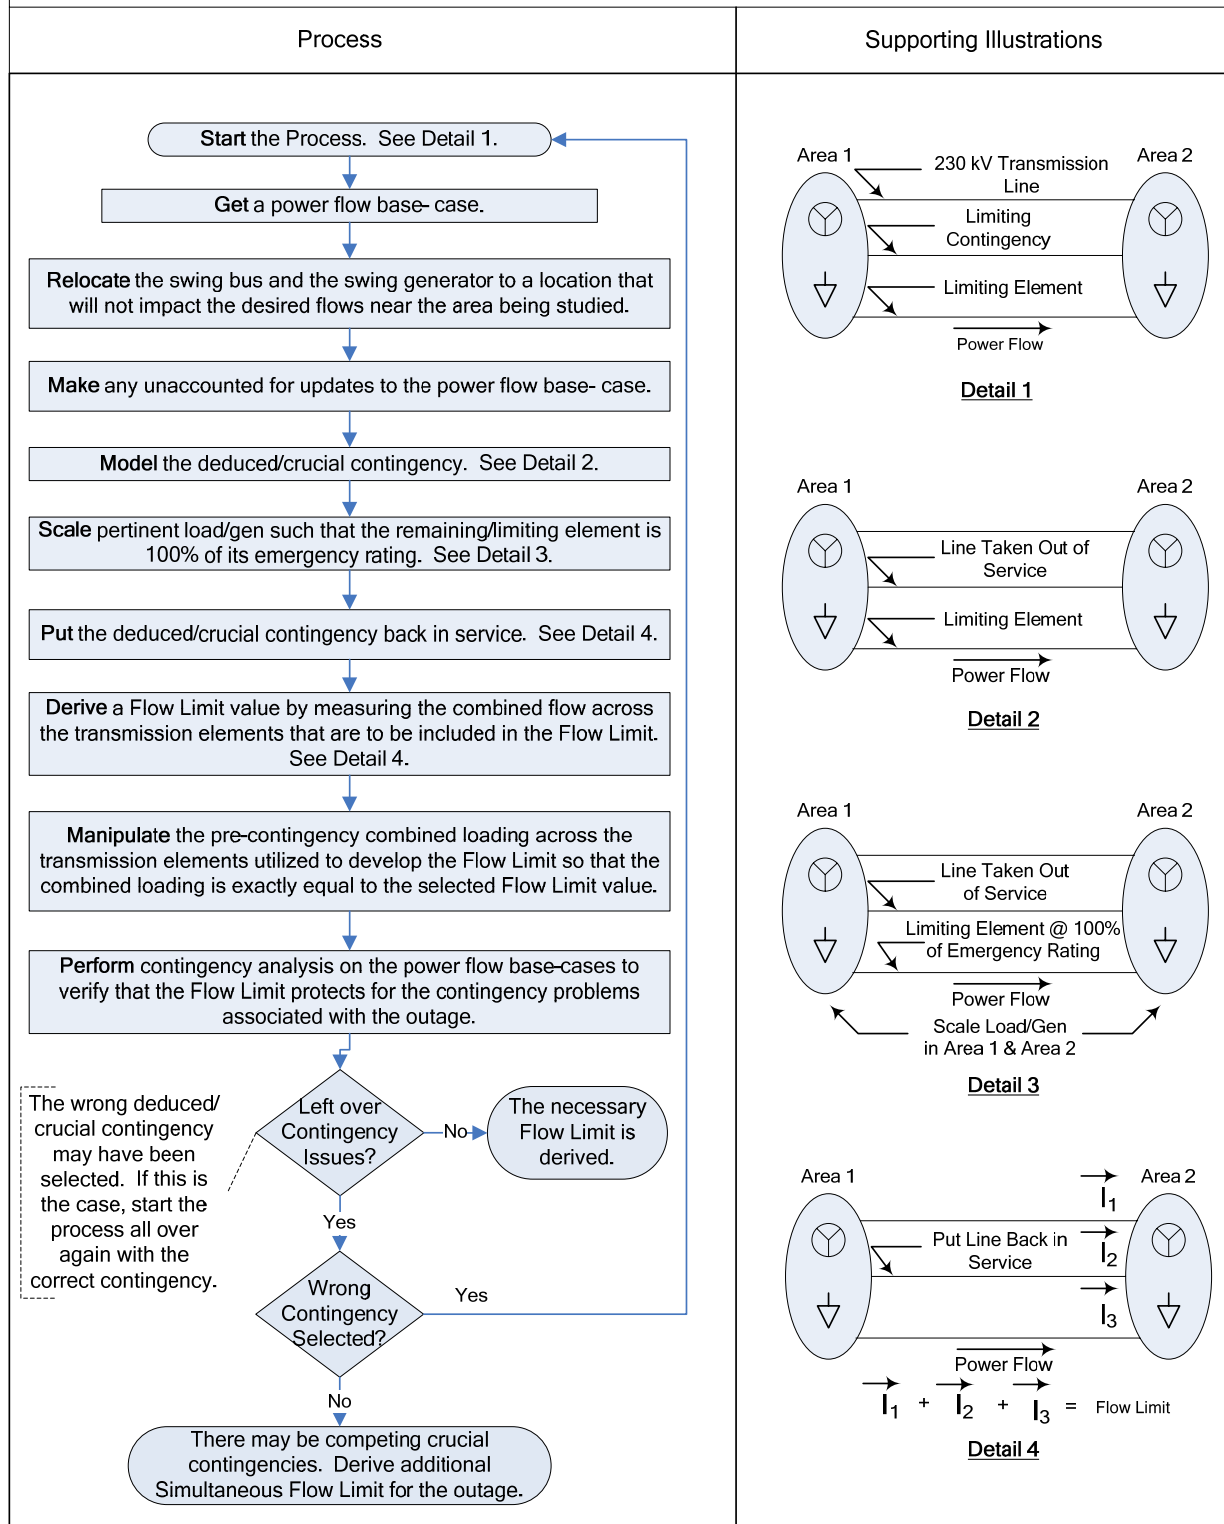 Process
Start the Process. See Detail 1.
Get a power flow base- case.
Relocate the swing bus and the swing generator to a location that
will not impact the desired flows near the area being studied.
Make any unaccounted for updates to the power flow base- case.
Model the deduced/crucial contingency. See Detail 2.
Scale pertinent load/gen such that the remaining/limiting element is
100% of its emergency rating. See Detail 3.
Put the deduced/crucial contingency back in service. See Detail 4.
Derive a Flow Limit value by measuring the combined flow across
the transmission elements that are to be included in the Flow Limit.
See Detail 4.
Manipulate the pre-contingency combined loading across the
transmission elements utilized to develop the Flow Limit so that the
combined loading is exactly equal to the selected Flow Limit value.
Perform contingency analysis on the power flow base-cases to
verify that the Flow Limit protects for the contingency problems
associated with the outage.
The wrong deduced/
crucial contingency
may have been
selected. If this is
the case, start the
process all over
again with the
correct contingency.
Left over
Contingency
Issues?
No
The necessary
Flow Limit is
derived.
Yes
Wrong
Contingency
Selected?
Yes
No
There may be competing crucial
contingencies. Derive additional
Simultaneous Flow Limit for the outage.
Supporting Illustrations
Area 1
Area 2
230 kV Transmission
Line
Limiting
Contingency
Limiting Element
Power Flow
Detail 1
Area 1
Area 2
Line Taken Out of
Service
Limiting Element
Power Flow
Detail 2
Area 1
Area 2
Line Taken Out
of Service
Limiting Element @ 100%
of Emergency Rating
Power Flow
Scale Load/Gen
in Area 1 & Area 2
Detail 3
Area 1
Area 2
I1
Put Line Back in
Service
I2
I3
Power Flow
I1 + I2 + I3 = Flow Limit
Detail 4